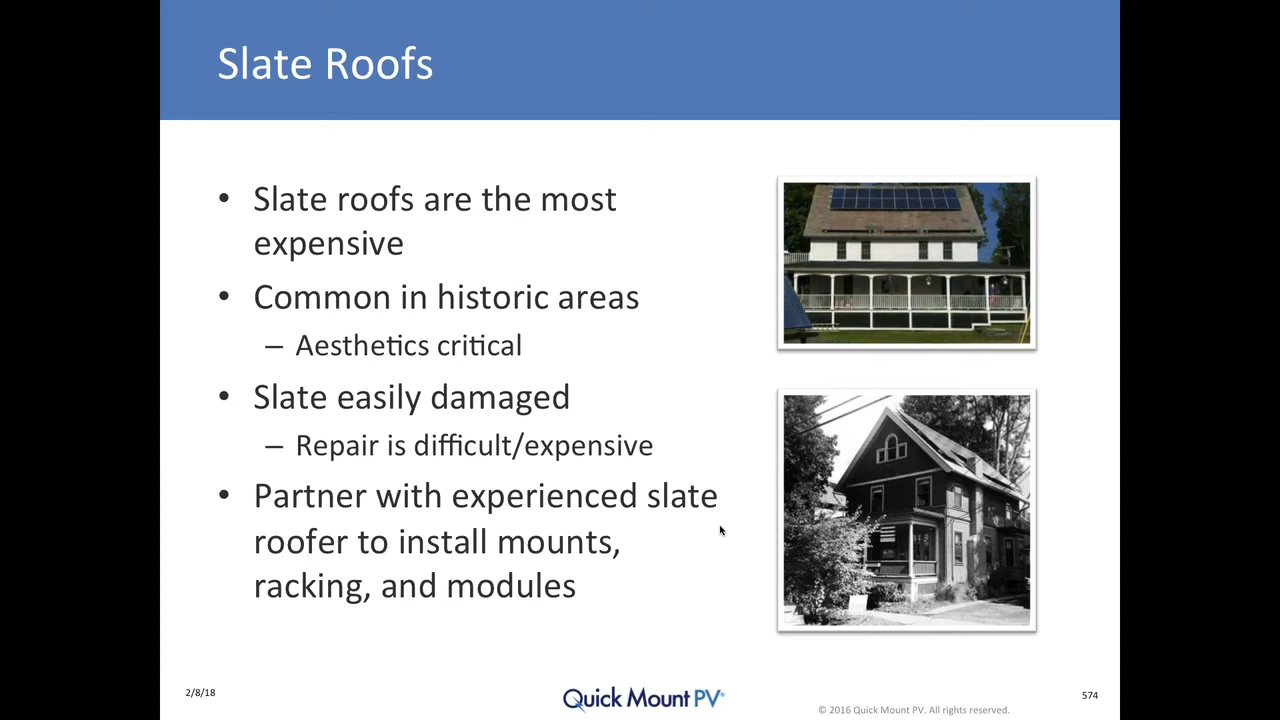 Slate Roofs
• Slate roofs are the most
expensive
• Common in historic areas
– Aesthetics critical
• Slate easily damaged
– Repair is difficult/expensive
• Partner with experienced slate
roofer to install mounts,
racking, and modules
2/8/18
Quick Mount PV®
© 2016 Quick Mount PV. All rights reserved.
574